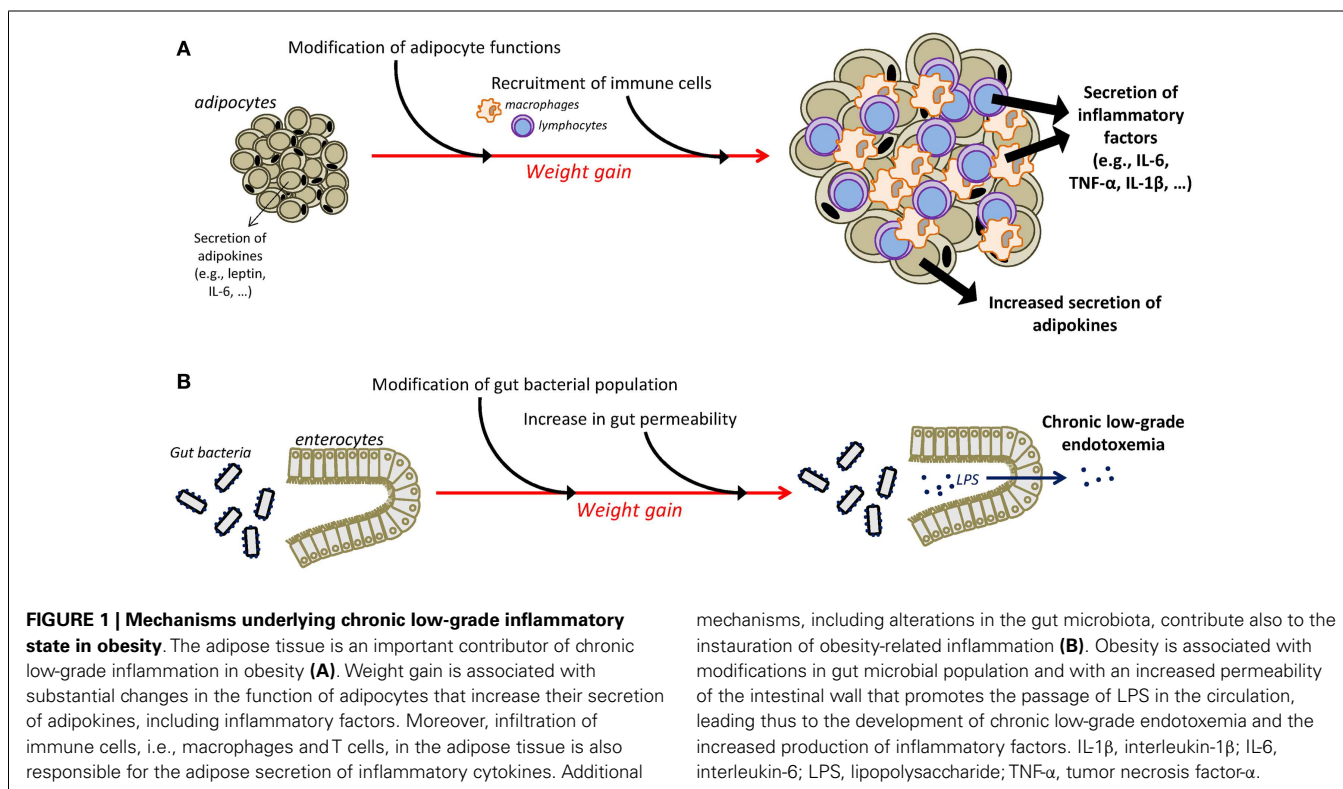 A
Modification of adipocyte functions
Recruitment of immune cells
adipocytes
macrophages
lymphocytes
Weight gain
Secretion of
adipokines
(e.g., leptin,
IL-6, ...)
Secretion of
inflammatory
factors
(e.g., IL-6,
TNF-α, IL-1β, ...)
Increased secretion of
adipokines
B
Modification of gut bacterial population
Increase in gut permeability
Gut bacteria
enterocytes
Weight gain
LPS
Chronic low-grade
endotoxemia
FIGURE 1 | Mechanisms underlying chronic low-grade inflammatory
state in obesity. The adipose tissue is an important contributor of chronic
low-grade inflammation in obesity (A). Weight gain is associated with
substantial changes in the function of adipocytes that increase their secretion
of adipokines, including inflammatory factors. Moreover, infiltration of
immune cells, i.e., macrophages and T cells, in the adipose tissue is also
responsible for the adipose secretion of inflammatory cytokines. Additional
mechanisms, including alterations in the gut microbiota, contribute also to the
instauration of obesity-related inflammation (B). Obesity is associated with
modifications in gut microbial population and with an increased permeability
of the intestinal wall that promotes the passage of LPS in the circulation,
leading thus to the development of chronic low-grade endotoxemia and the
increased production of inflammatory factors. IL-1β, interleukin-1β; IL-6,
interleukin-6; LPS, lipopolysaccharide; TNF-α, tumor necrosis factor-α.